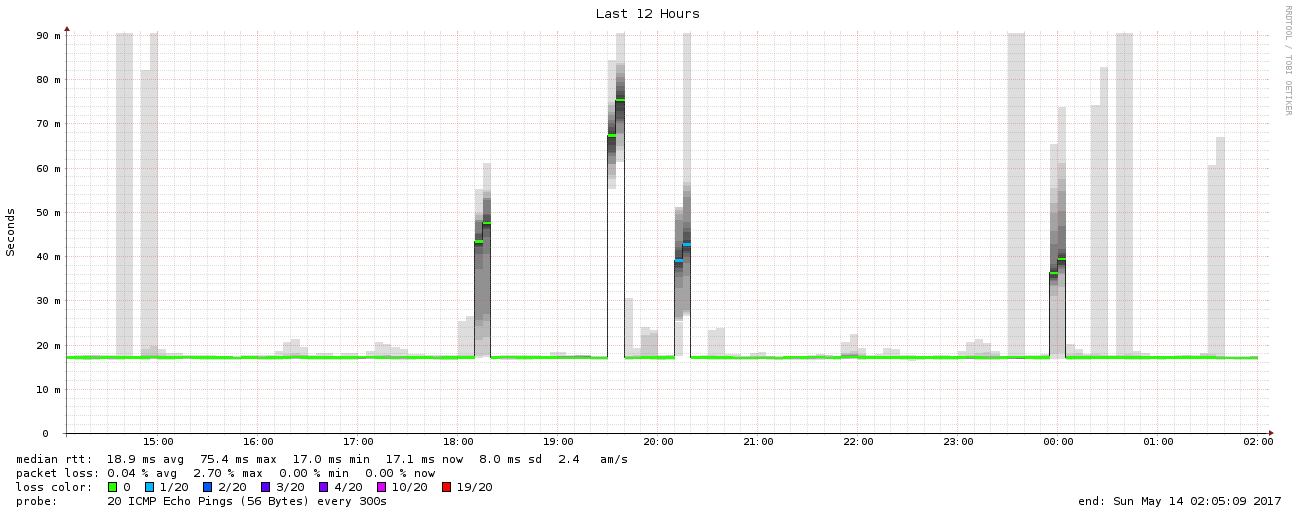 Last 12 Hours
RRDTOOL / TOBI OETIKER
90 m
80 m
70 m
60 m
50 m
40 m
30 m
20 m
10 m
0
Seconds
15:00 16:00 17:00 18:00 19:00 20:00 21:00 22:00 23:00 00:00 01:00 02:00
median rtt: 18.9 ms avg 75.4 ms max 17.0 ms min 17.1 ms now 8.0 ms sd 2.4 am/s
packet loss: 0.04 % avg 2.70 % max 0.00 % min 0.00 % now
loss color: 0 1/20 2/20 3/20 4/20 10/20 19/20
probe: 20 ICMP Echo Pings (56 Bytes) every 300s end: Sun May 14 02:05:09 2017